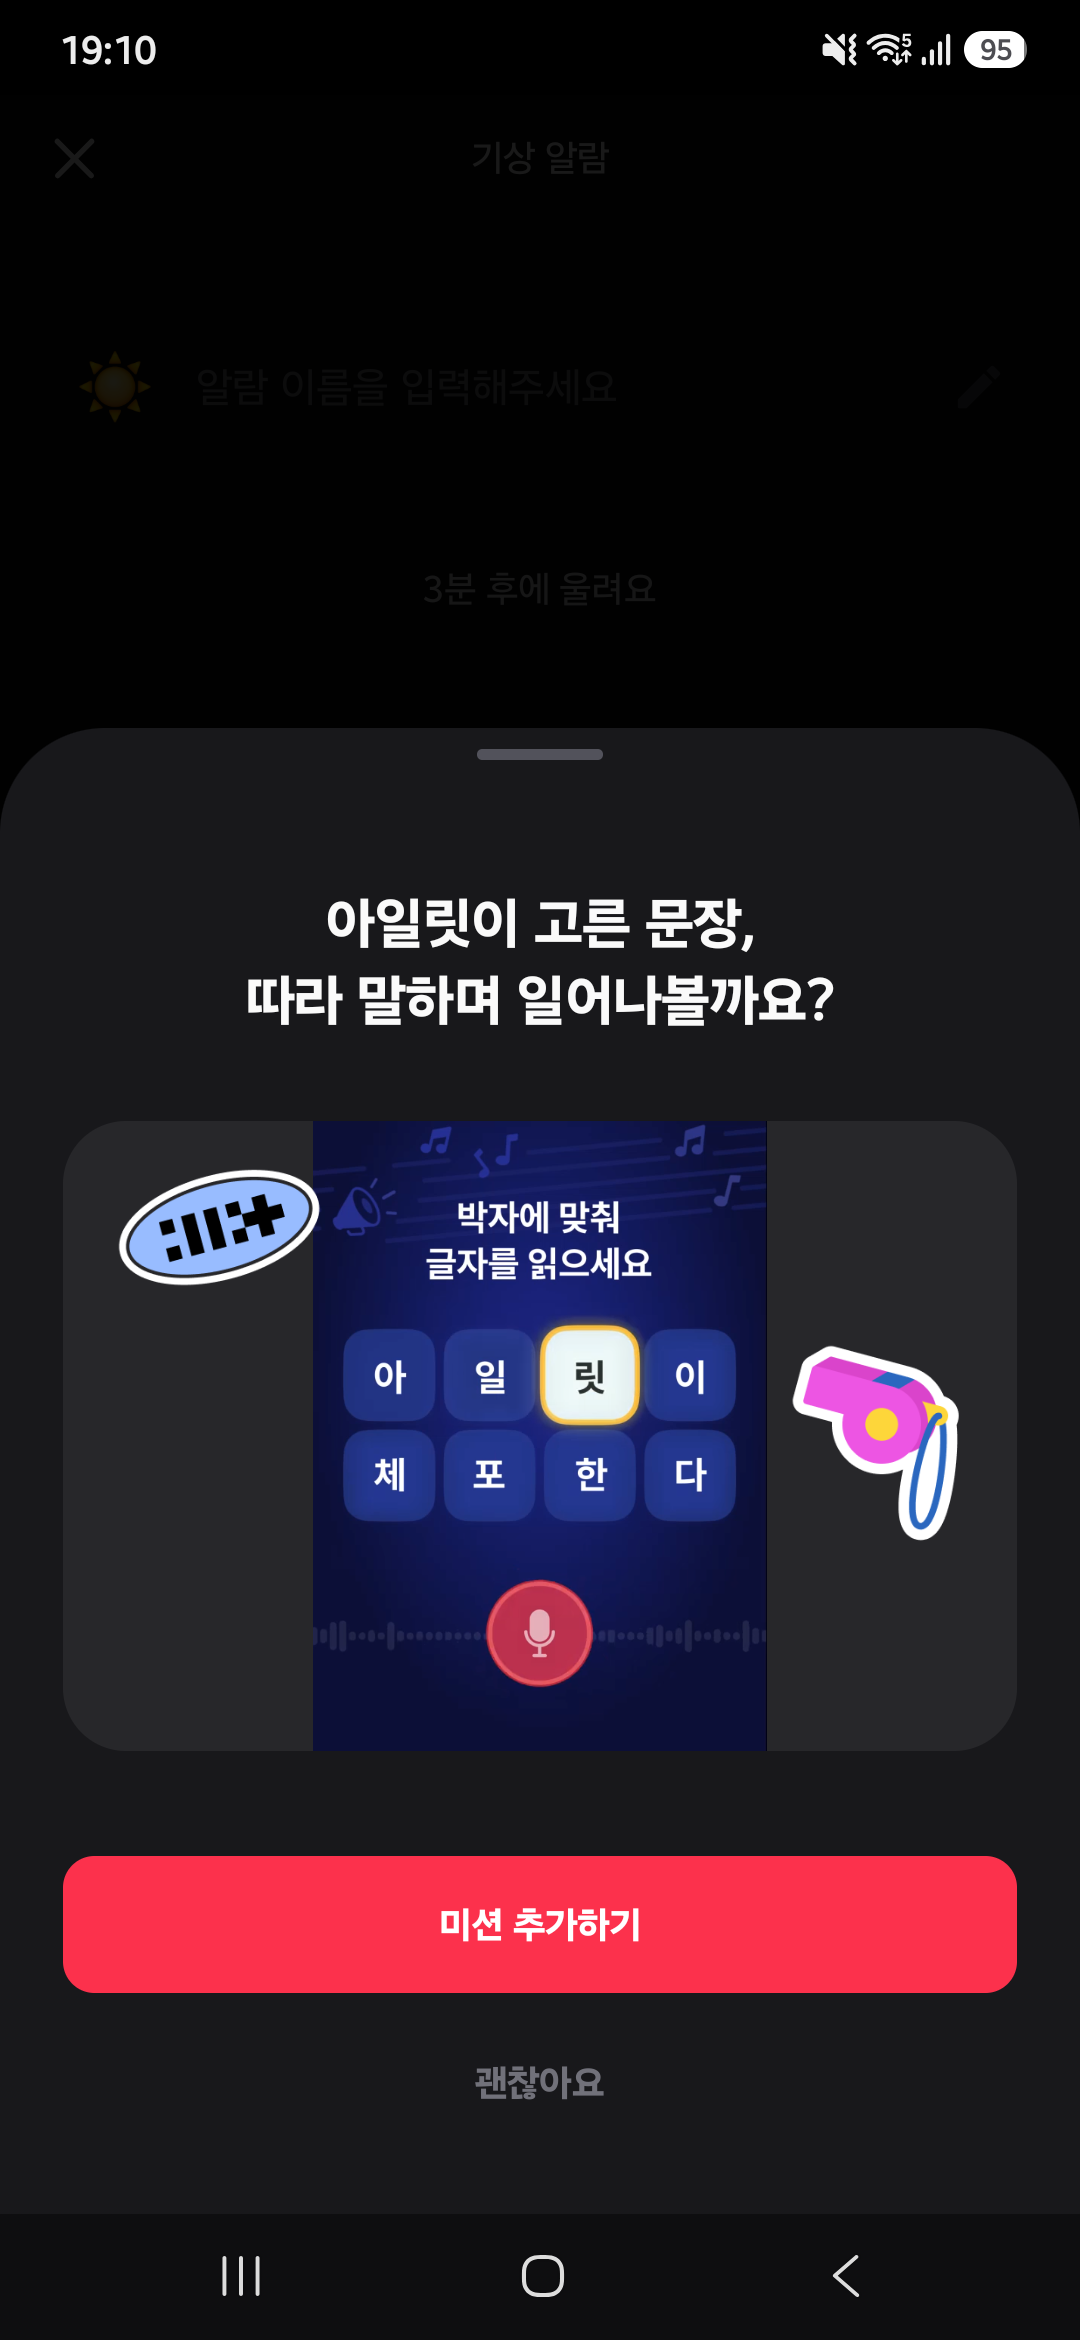 19:10
5
95
기상 알람
알람 이름을 입력해주세요
3분 후에 울려요
아일릿이 고른 문장,
따라 말하며 일어나볼까요?
박자에 맞춰
글자를 읽으세요
아 일 릿 이
체 포 한 다
미션 추가하기
괜찮아요